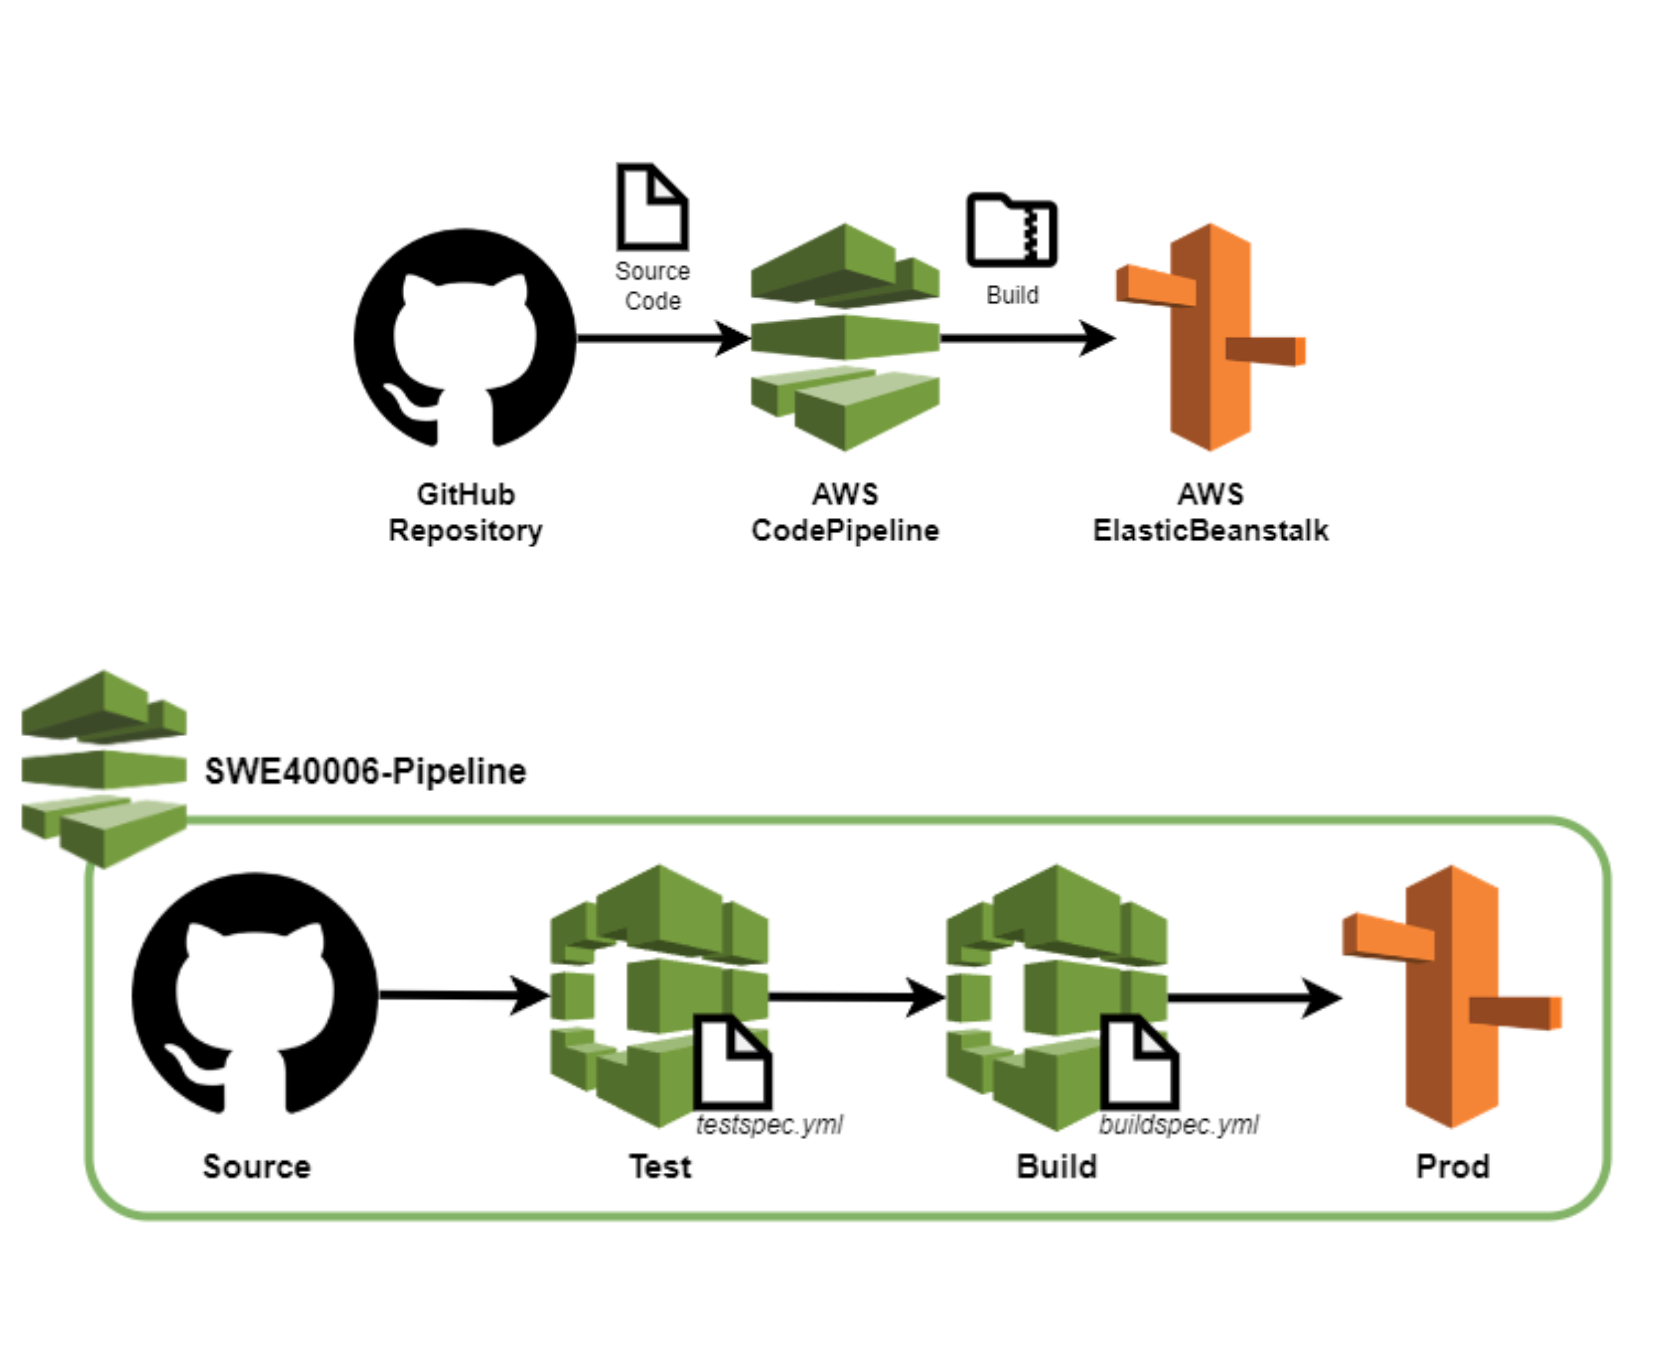 Source
Code
Build
GitHub
Repository
AWS
CodePipeline
AWS
ElasticBeanstalk
SWE40006-Pipeline
testspec.yml
buildspec.yml
Source
Test
Build
Prod